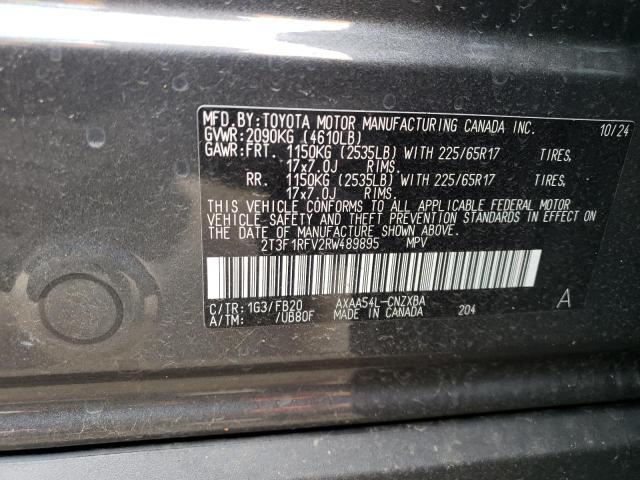 MFD.BY:TOYOTA MOTOR MANUFACTURING CANADA INC. 10/24
GVWR:2090KG (4610LB)
GAWR:FRT. 1150KG (2535LB) WITH 225/65R17 TIRES,
17x7.0J RIMS.
RR. 1150KG (2535LB) WITH 225/65R17 TIRES,
17x7.0J RIMS.
THIS VEHICLE CONFORMS TO ALL APPLICABLE FEDERAL MOTOR
VEHICLE SAFETY AND THEFT PREVENTION STANDARDS IN EFFECT ON
THE DATE OF MANUFACTURE SHOWN ABOVE.
2T3F1RFV2RW489895 MPV
C/TR:1G3/FB20 AXAA54L-CNZXBA A
A/TM: /UB80F MADE IN CANADA 204